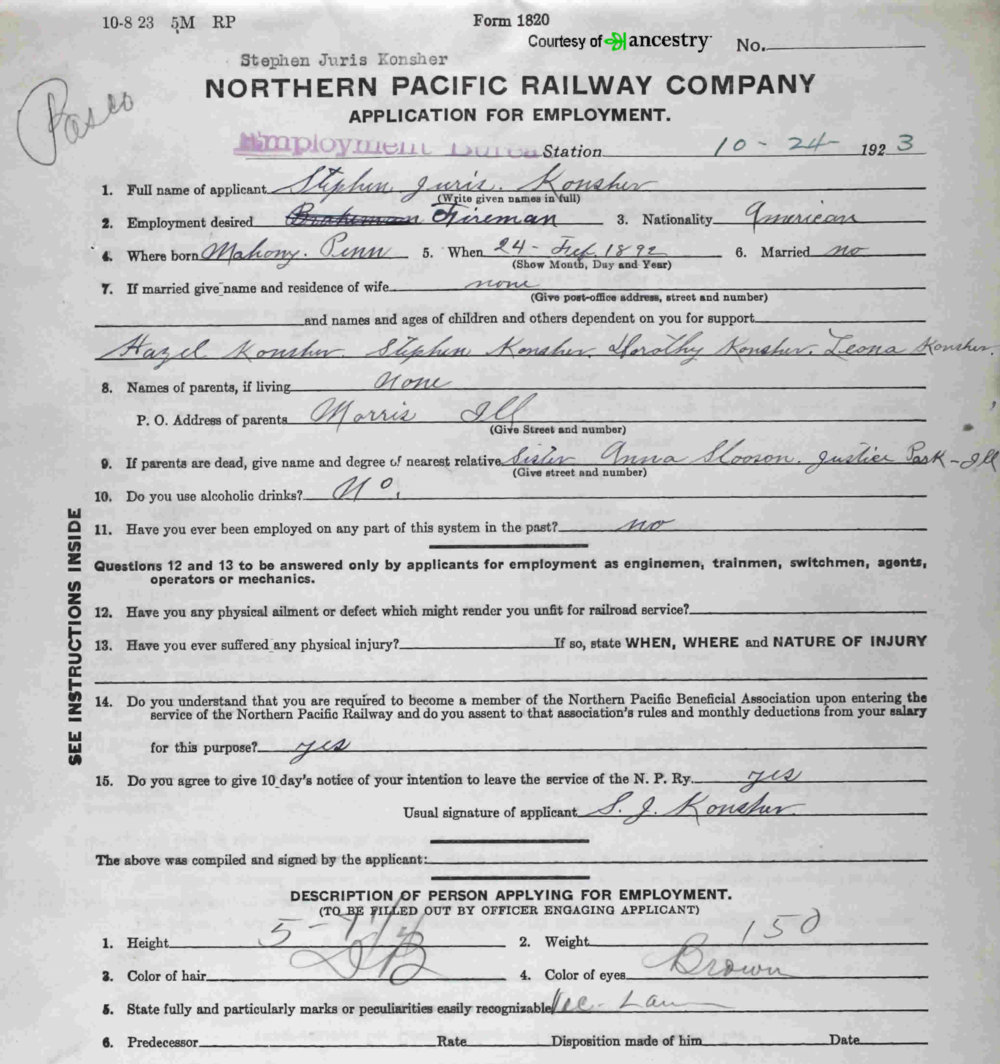 10-8 23 5M RP Form 1820
Courtesy of ancestry No.
Stephen Juris Konsher
NORTHERN PACIFIC RAILWAY COMPANY
Pasco
APPLICATION FOR EMPLOYMENT.
Employment Station 10-24- 1923
1. Full name of applicant Stephen Juris. Konsher
(Write given names in full)
2. Employment desired Brakeman Fireman 3. Nationality American
4. Where born Mahony. Penn 5. When 24- Feb. 1892 6. Married no
(Show Month, Day and Year)
7. If married give name and residence of wife none
(Give post-office address, street and number)
and names and ages of children and others dependent on you for support
Hazel Konsher. Stephen Konsher. Dorothy Konsher. Leona Konsher.
8. Names of parents, if living none
P. O. Address of parents Morris Ill
(Give Street and number)
9. If parents are dead, give name and degree of nearest relative Sister Anna Slooson. Justice Park - Ill
(Give street and number)
10. Do you use alcoholic drinks? No.
11. Have you ever been employed on any part of this system in the past? no
SEE INSTRUCTIONS INSIDE
Questions 12 and 13 to be answered only by applicants for employment as enginemen, trainmen, switchmen, agents,
operators or mechanics.
12. Have you any physical ailment or defect which might render you unfit for railroad service?
13. Have you ever suffered any physical injury? If so, state WHEN, WHERE and NATURE OF INJURY
14. Do you understand that you are required to become a member of the Northern Pacific Beneficial Association upon entering the
service of the Northern Pacific Railway and do you assent to that association's rules and monthly deductions from your salary
for this purpose? yes
15. Do you agree to give 10 day's notice of your intention to leave the service of the N. P. Ry. yes
Usual signature of applicant S. J. Konsher.
The above was compiled and signed by the applicant:
DESCRIPTION OF PERSON APPLYING FOR EMPLOYMENT.
(TO BE FILLED OUT BY OFFICER ENGAGING APPLICANT)
1. Height 5-7 1/4 2. Weight 150
3. Color of hair DB 4. Color of eyes Brown
5. State fully and particularly marks or peculiarities easily recognizable
6. Predecessor Rate Disposition made of him Date